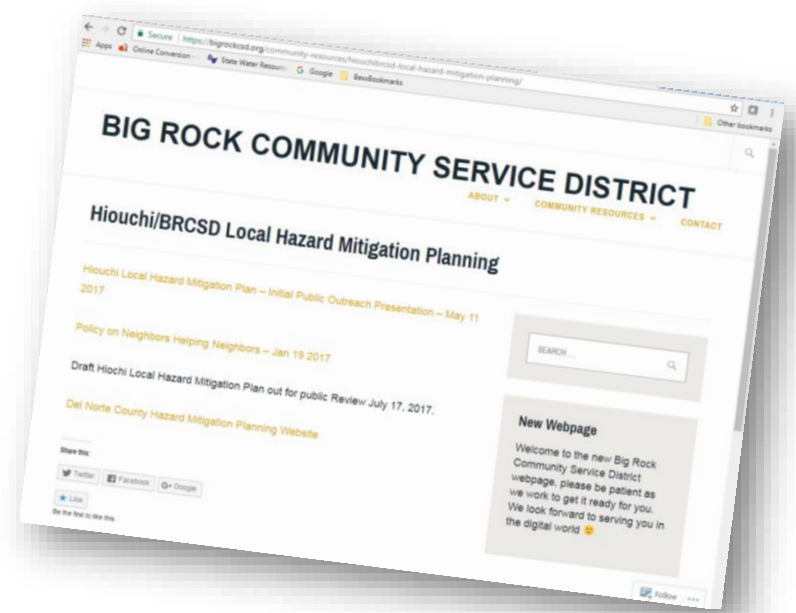 Secure | https://bigrockcsd.org/community-resources/hiouchibrcsd-local-hazard-mitigation-planning/
Apps Online Conversion State Water Resourc Google BevxBookmarks Other bookmarks
BIG ROCK COMMUNITY SERVICE DISTRICT
ABOUT COMMUNITY RESOURCES CONTACT
Hiouchi/BRCSD Local Hazard Mitigation Planning
Hiouchi Local Hazard Mitigation Plan – Initial Public Outreach Presentation – May 11
2017
Policy on Neighbors Helping Neighbors – Jan 19 2017
Draft Hiochi Local Hazard Mitigation Plan out for public Review July 17, 2017.
Del Norte County Hazard Mitigation Planning Website
Share this:
Twitter Facebook G+ Google
Like
Be the first to like this.
SEARCH ...
New Webpage
Welcome to the new Big Rock
Community Service District
webpage, please be patient as
we work to get it ready for you.
We look forward to serving you in
the digital world 🙂
Follow